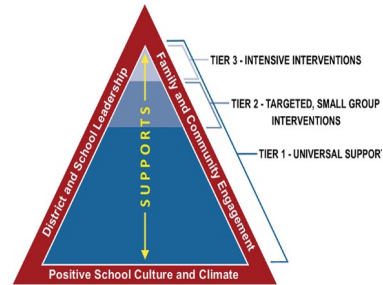 TIER 3 - INTENSIVE INTERVENTIONS
TIER 2 - TARGETED, SMALL GROUP
INTERVENTIONS
TIER 1 - UNIVERSAL SUPPORT
District and School Leadership
SUPPORTS
Family and Community Engagement
Positive School Culture and Climate